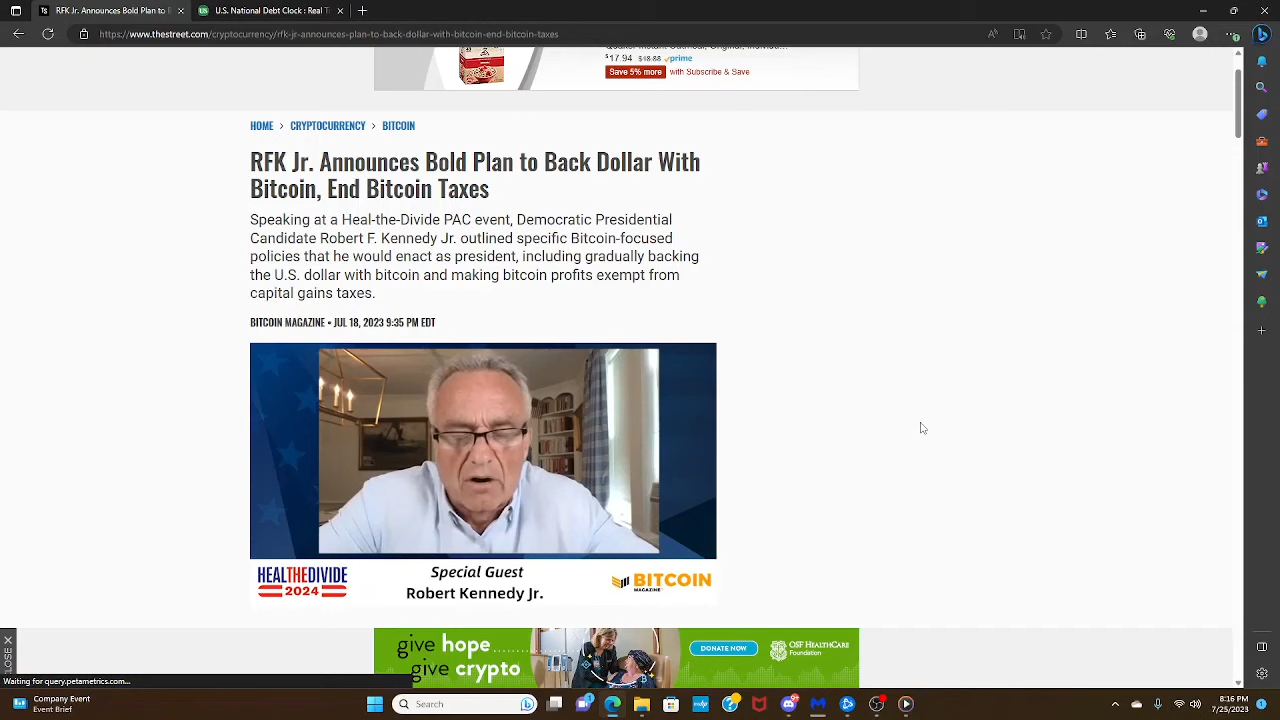 RFK Jr. Announces Bold Plan to
U.S. National Debt Clock : The
https://www.thestreet.com/cryptocurrency/rfk-jr-announces-bold-plan-to-back-dollar-with-bitcoin-end-bitcoin-taxes
$17.94 $18.88 prime
Save 5% more with Subscribe & Save
HOME > CRYPTOCURRENCY > BITCOIN
RFK Jr. Announces Bold Plan to Back Dollar With
Bitcoin, End Bitcoin Taxes
Speaking at a Heal-the-Divide PAC event, Democratic Presidential
Candidate Robert F. Kennedy Jr. outlined specific Bitcoin-focused
policies that he would enact as president, including gradually backing
the U.S. dollar with bitcoin and making bitcoin profits exempt from
capital gains taxes.
BITCOIN MAGAZINE • JUL 18, 2023 9:35 PM EDT
HEALTHEDIVIDE
2024
Special Guest
Robert Kennedy Jr.
BITCOIN
MAGAZINE
give hope
give crypto
DONATE NOW
OSF HEALTHCARE
Foundation
Waiting for query.petametrics.com...
Company Event
Event Brief
Search
8:16 PM
7/25/2023